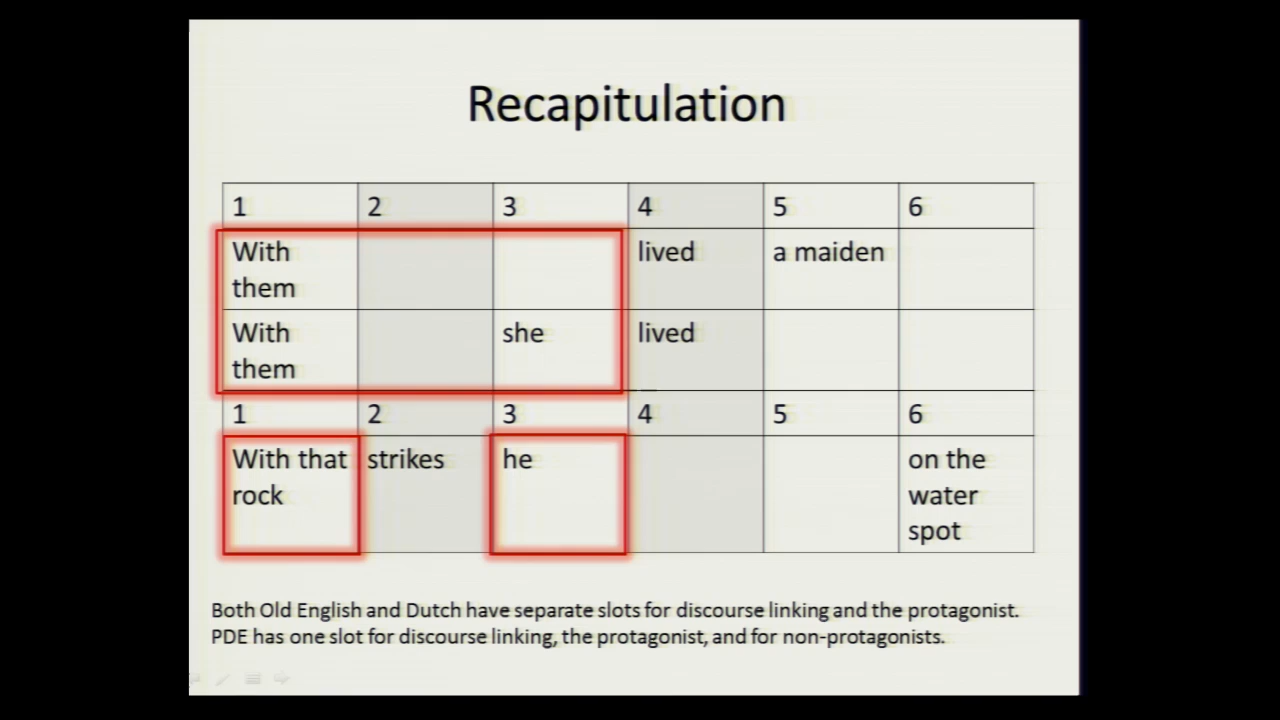 Recapitulation
1 2 3 4 5 6
With them lived a maiden
With them she lived
1 2 3 4 5 6
With that rock strikes he on the water spot
Both Old English and Dutch have separate slots for discourse linking and the protagonist.
PDE has one slot for discourse linking, the protagonist, and for non-protagonists.